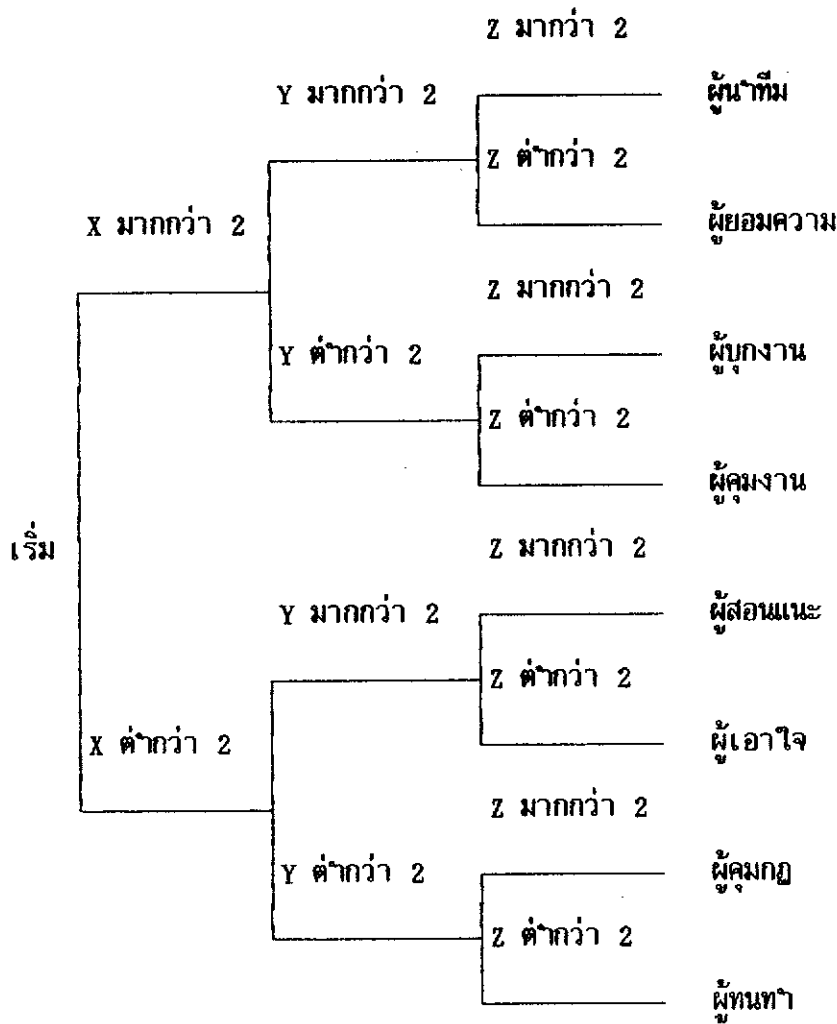 Z มากว่า 2
Y มากกว่า 2
ผู้นำทีม
Z ต่ำกว่า 2
X มากกว่า 2
ผู้ยอมความ
Z มากกว่า 2
Y ต่ำกว่า 2
ผู้บุกงาน
Z ต่ำกว่า 2
ผู้คุมงาน
เริ่ม
Z มากกว่า 2
Y มากกว่า 2
ผู้สอนแนะ
Z ต่ำกว่า 2
X ต่ำกว่า 2
ผู้เอาใจ
Z มากกว่า 2
Y ต่ำกว่า 2
ผู้คุมกฎ
Z ต่ำกว่า 2
ผู้ทนทำ